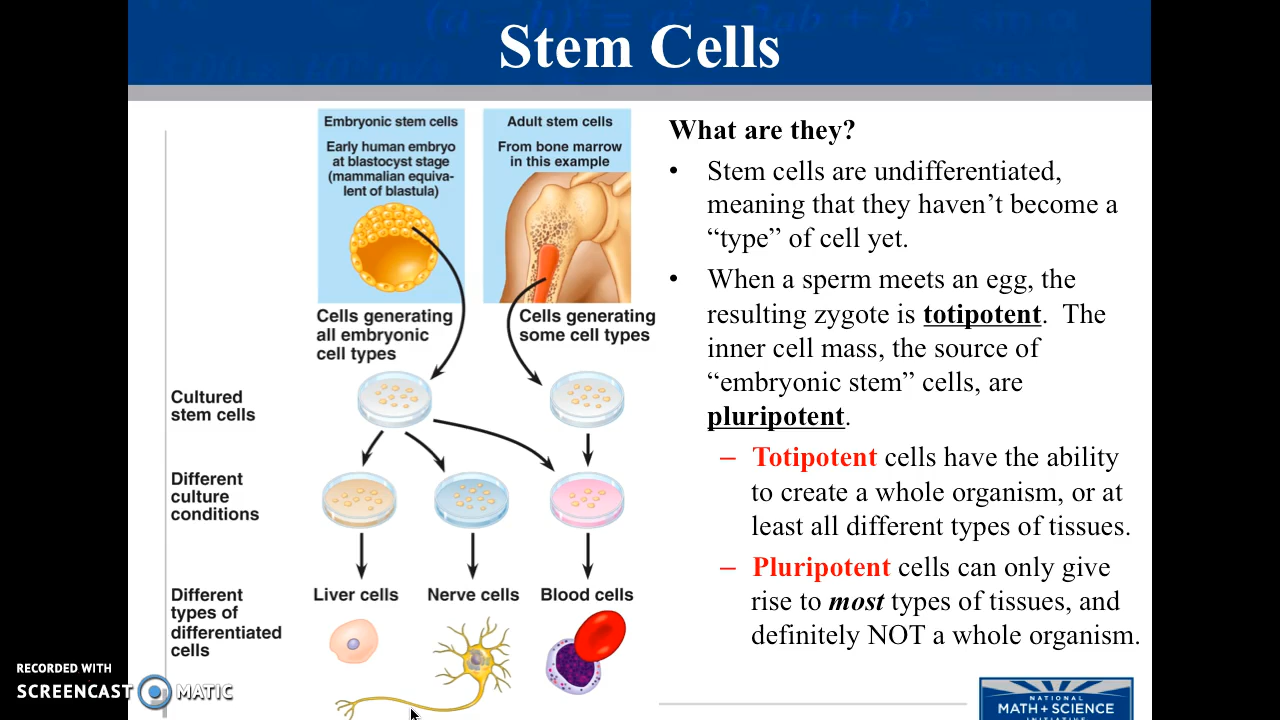 Stem Cells
Embryonic stem cells
Early human embryo
at blastocyst stage
(mammalian equiva-
lent of blastula)
Adult stem cells
From bone marrow
in this example
Cells generating
all embryonic
cell types
Cells generating
some cell types
Cultured
stem cells
Different
culture
conditions
Different
types of
differentiated
cells
Liver cells
Nerve cells
Blood cells
What are they?
• Stem cells are undifferentiated,
meaning that they haven’t become a
“type” of cell yet.
• When a sperm meets an egg, the
resulting zygote is totipotent. The
inner cell mass, the source of
“embryonic stem” cells, are
pluripotent.
– Totipotent cells have the ability
to create a whole organism, or at
least all different types of tissues.
– Pluripotent cells can only give
rise to most types of tissues, and
definitely NOT a whole organism.
RECORDED WITH
SCREENCAST MATIC
NATIONAL
MATH + SCIENCE
INITIATIVE